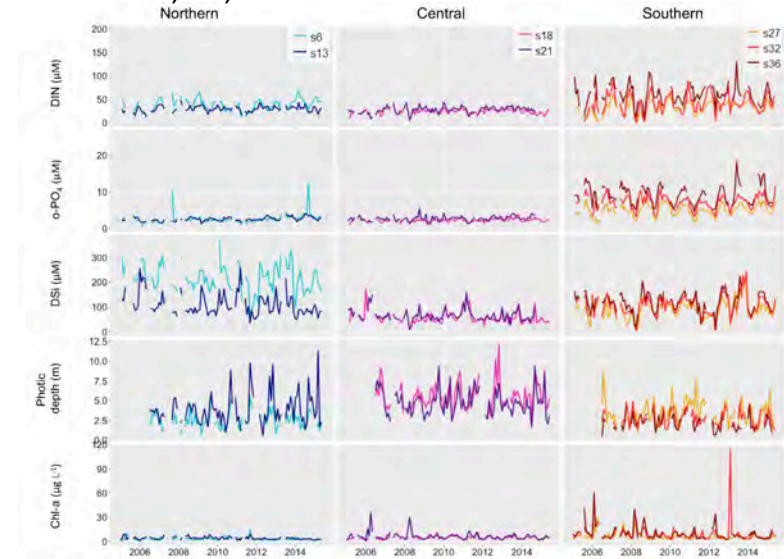 Northern Central Southern
DIN (µM)
200
150
100
50
0
s6
s13
s18
s21
s27
s32
s36
o-PO₄ (µM)
20
10
0
DSi (µM)
300
200
100
0
Photic
depth (m)
12.5
10.0
7.5
5.0
2.5
0.0
Chl-a (µg L⁻¹)
120
90
60
30
0
2006 2008 2010 2012 2014 2006 2008 2010 2012 2014 2006 2008 2010 2012 2014